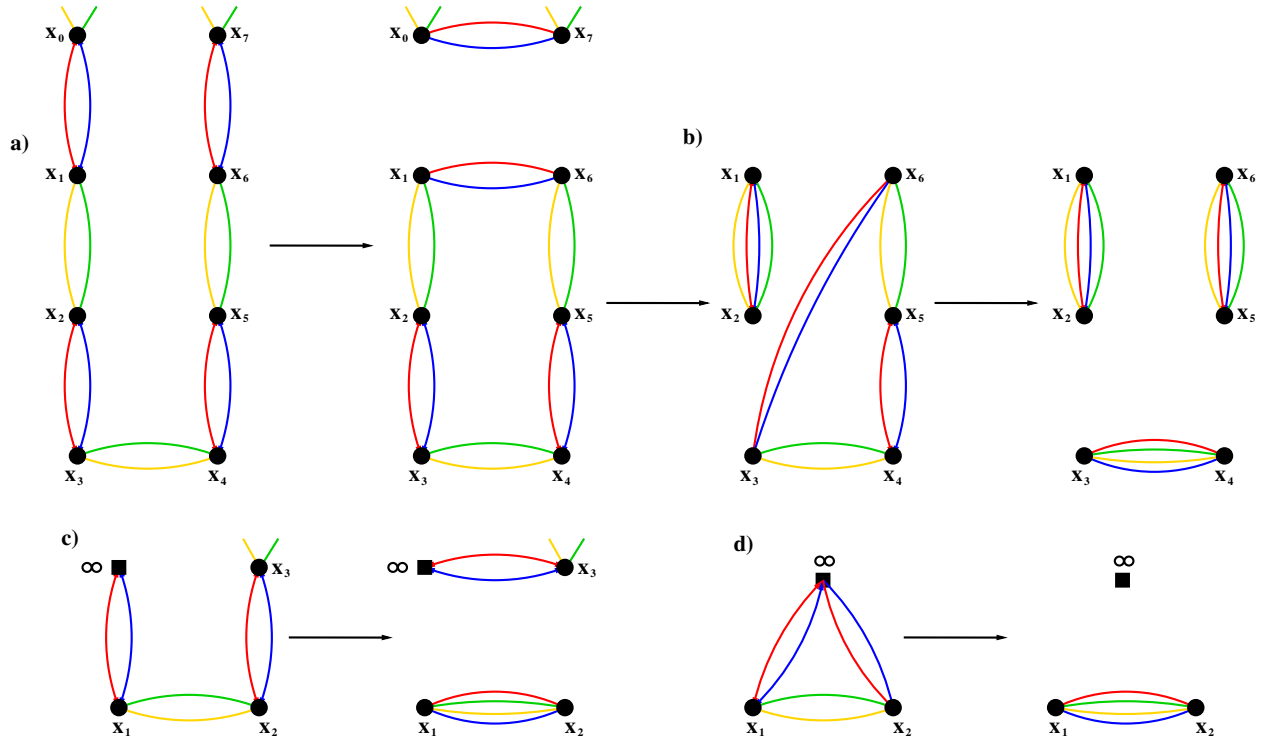 x₀ x₇ x₀ x₇
a) b)
x₁ x₆ x₁ x₆ x₁ x₆ x₁ x₆
x₂ x₅ x₂ x₅ x₂ x₅ x₂ x₅
x₃ x₄ x₃ x₄ x₃ x₄ x₃ x₄
c) d)
∞ x₃ ∞ x₃ ∞ ∞
x₁ x₂ x₁ x₂ x₁ x₂ x₁ x₂